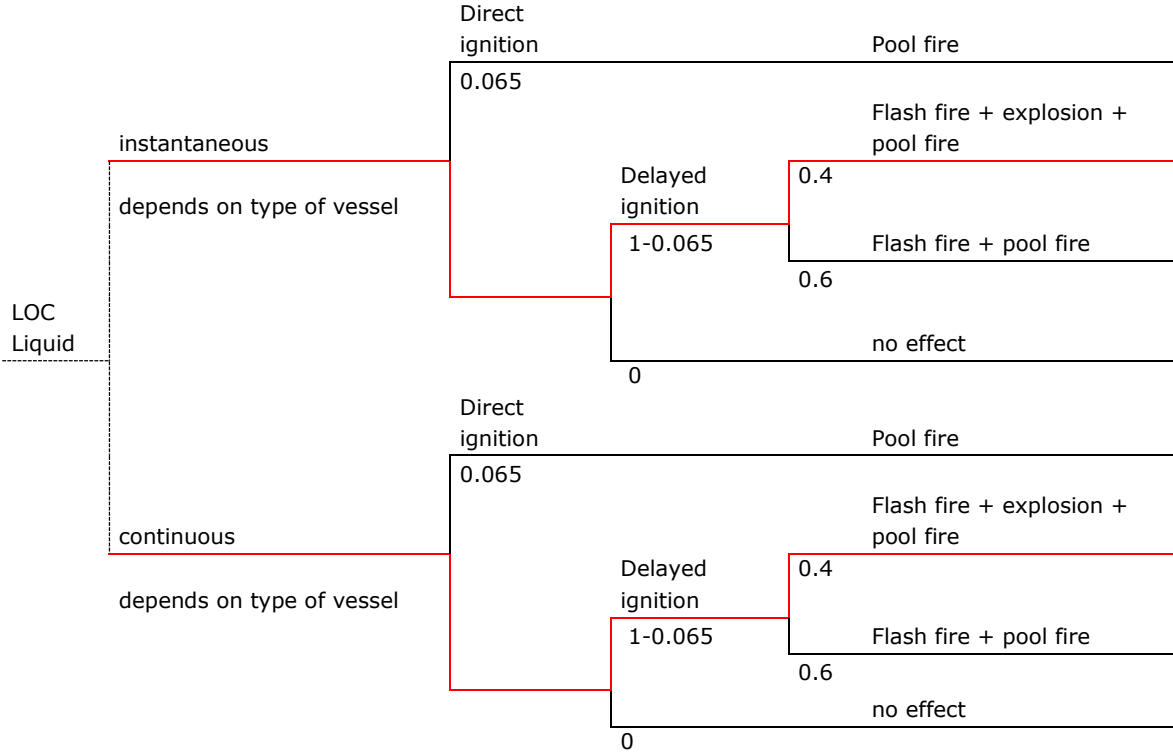 Direct
ignition
Pool fire
0.065
Flash fire + explosion +
pool fire
instantaneous
Delayed
ignition
0.4
depends on type of vessel
1-0.065
Flash fire + pool fire
0.6
LOC
Liquid
no effect
0
Direct
ignition
Pool fire
0.065
Flash fire + explosion +
pool fire
continuous
Delayed
ignition
0.4
depends on type of vessel
1-0.065
Flash fire + pool fire
0.6
no effect
0